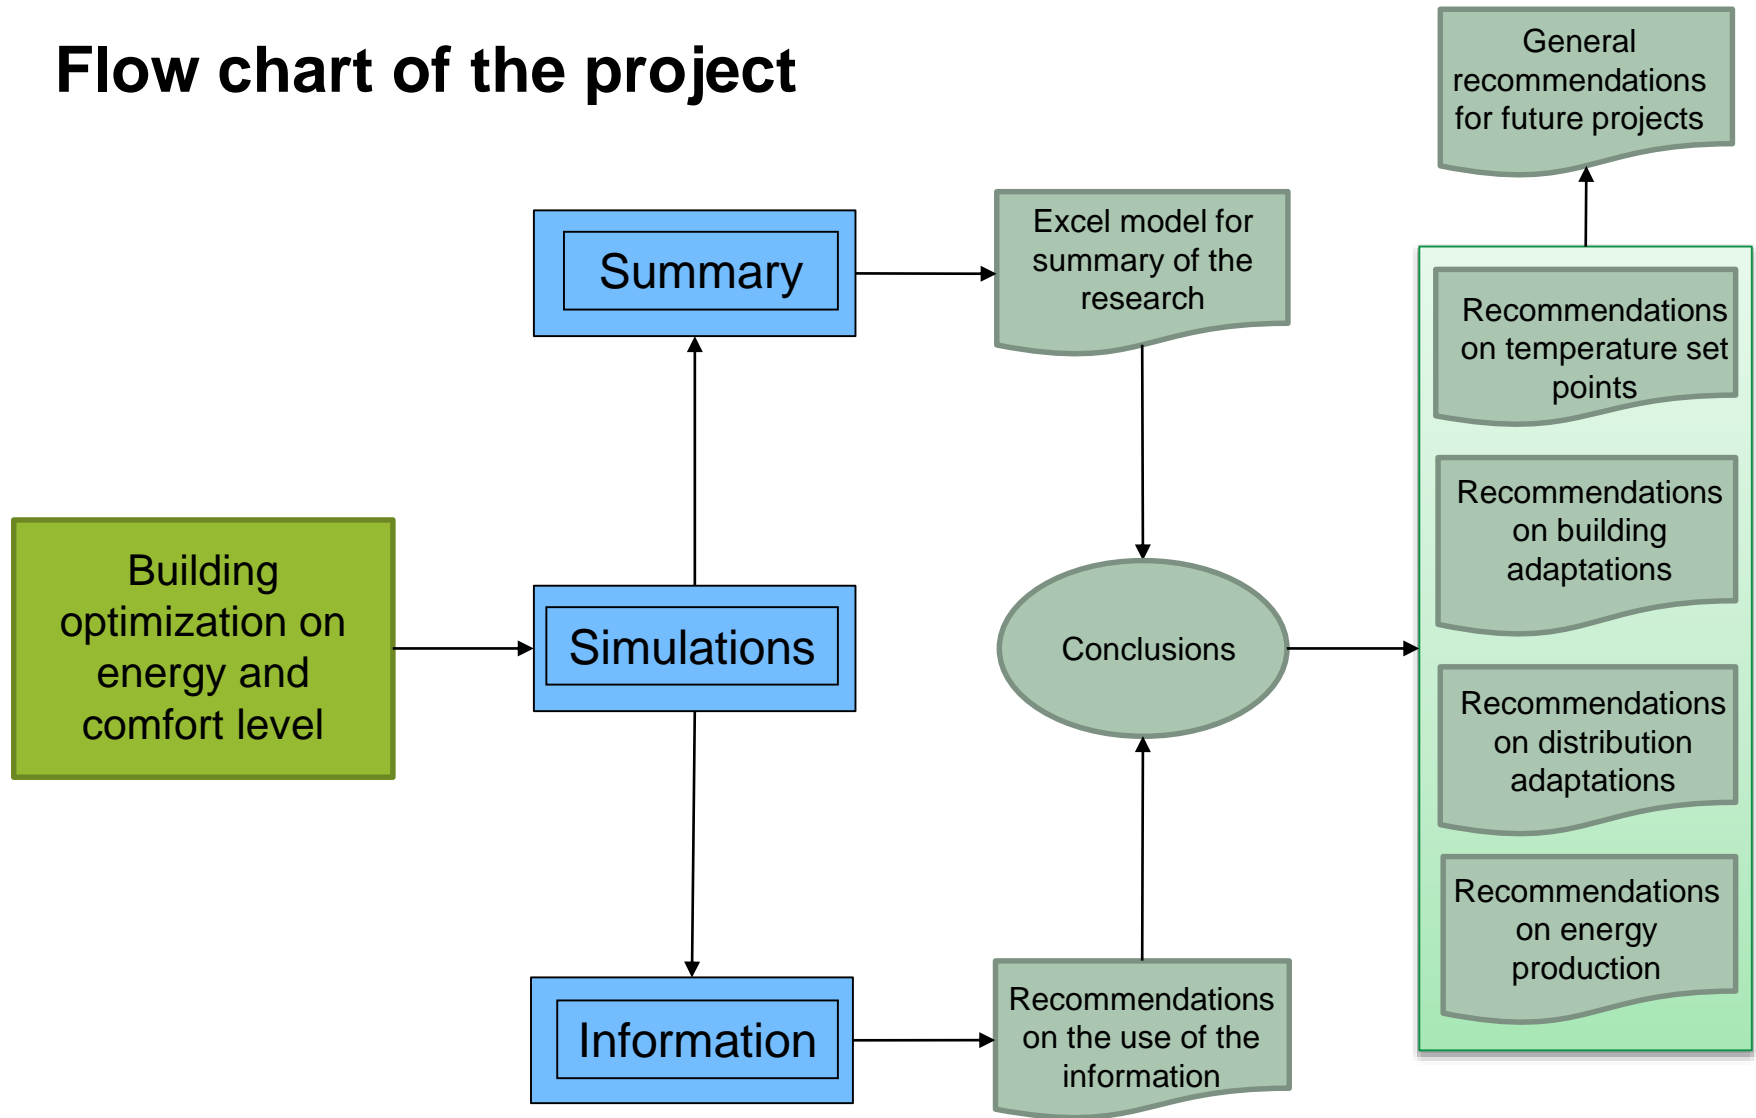 Flow chart of the project
General
recommendations
for future projects
Summary
Excel model for
summary of the
research
Recommendations
on temperature set
points
Building
optimization on
energy and
comfort level
Simulations
Conclusions
Recommendations
on building
adaptations
Recommendations
on distribution
adaptations
Recommendations
on energy
production
Information
Recommendations
on the use of the
information